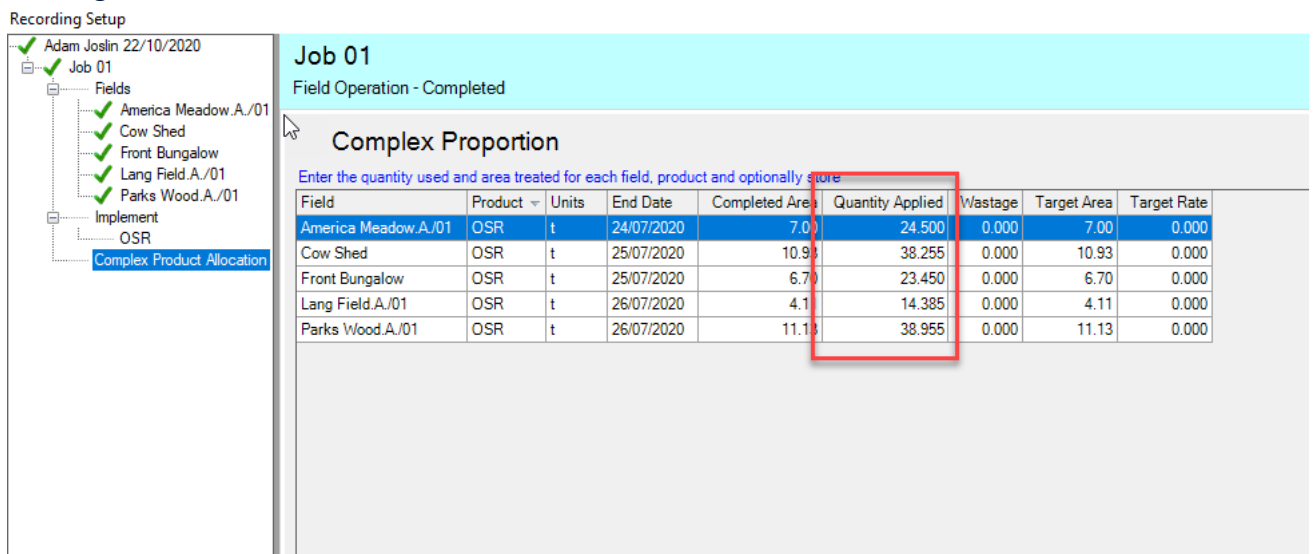 Recording Setup
Adam Joslin 22/10/2020
Job 01
Fields
America Meadow.A./01
Cow Shed
Front Bungalow
Lang Field.A./01
Parks Wood.A./01
Implement
OSR
Complex Product Allocation
Job 01
Field Operation - Completed
Complex Proportion
Enter the quantity used and area treated for each field, product and optionally store
Field Product Units End Date Completed Area Quantity Applied Wastage Target Area Target Rate
America Meadow.A./01 OSR t 24/07/2020 7.00 24.500 0.000 7.00 0.000
Cow Shed OSR t 25/07/2020 10.93 38.255 0.000 10.93 0.000
Front Bungalow OSR t 25/07/2020 6.70 23.450 0.000 6.70 0.000
Lang Field.A./01 OSR t 26/07/2020 4.11 14.385 0.000 4.11 0.000
Parks Wood.A./01 OSR t 26/07/2020 11.13 38.955 0.000 11.13 0.000